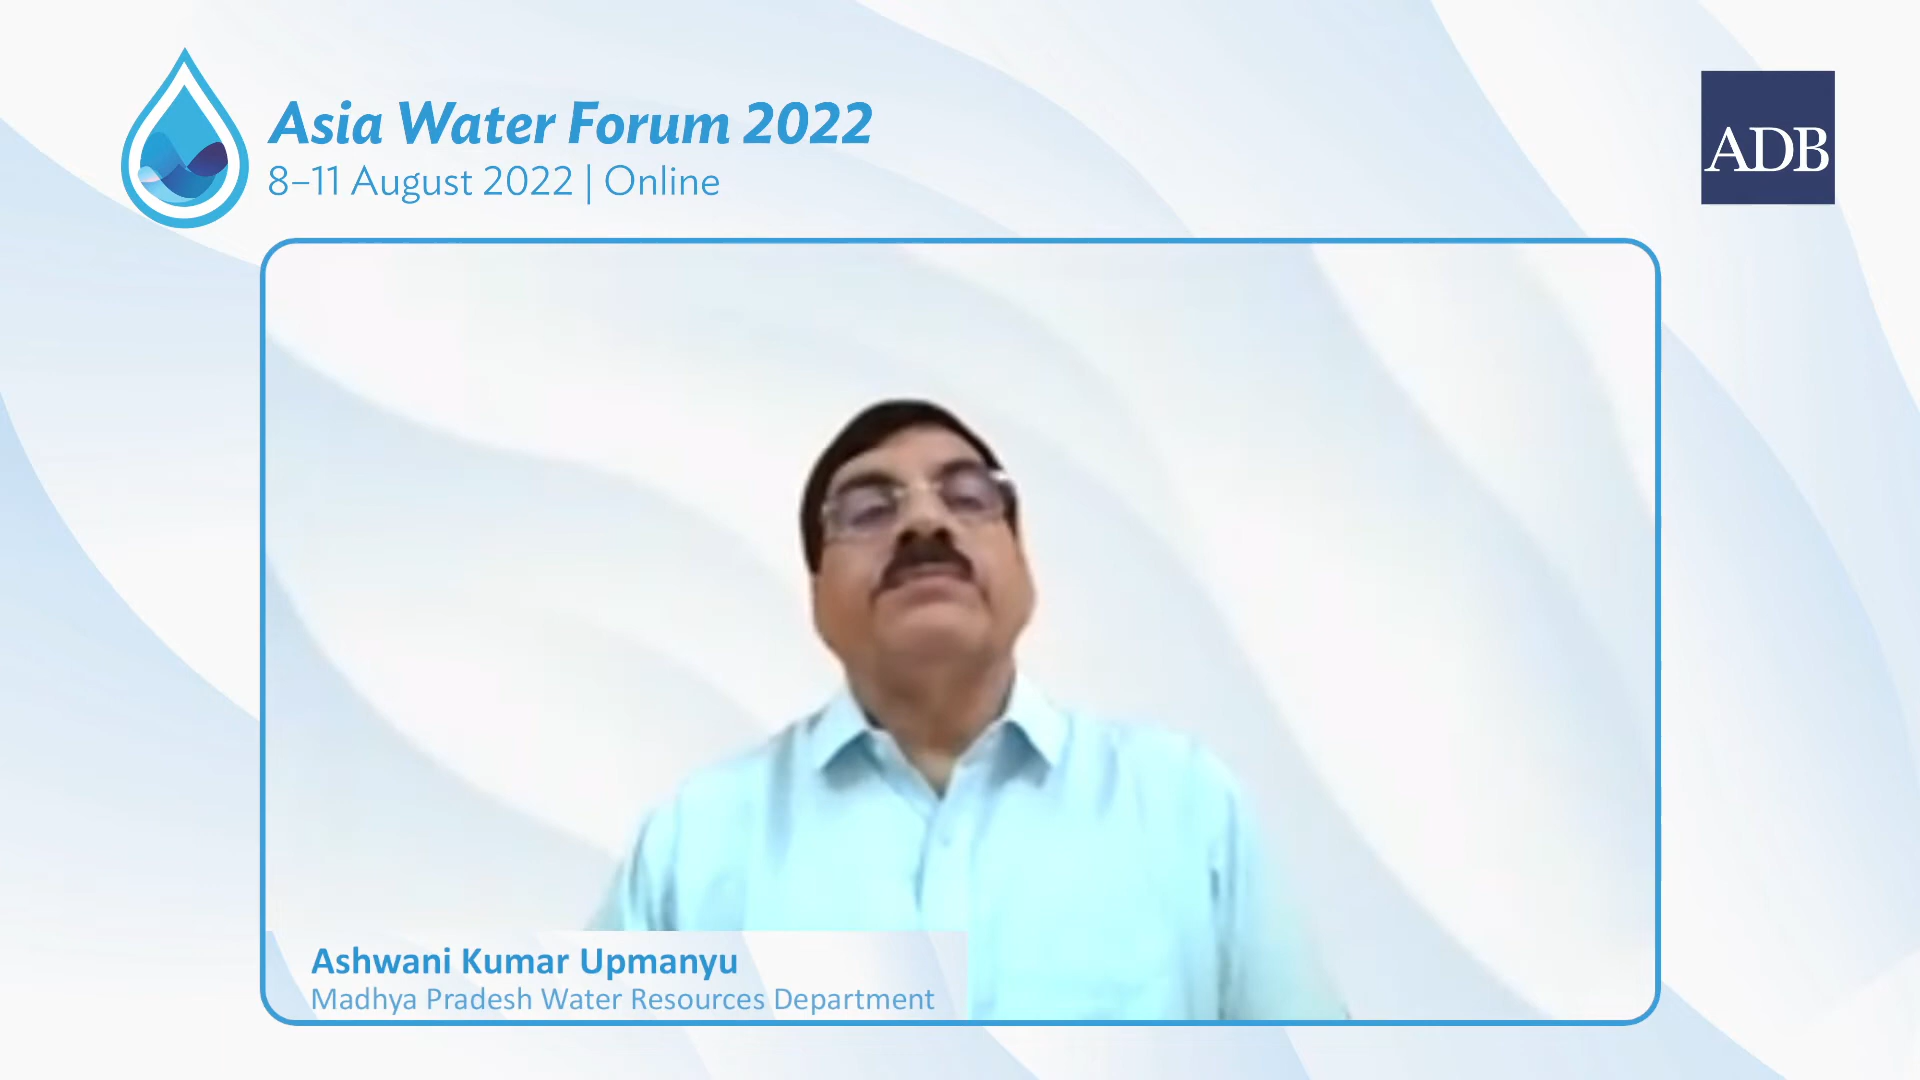 Asia Water Forum 2022
8–11 August 2022 | Online
ADB
Ashwani Kumar Upmanyu
Madhya Pradesh Water Resources Department